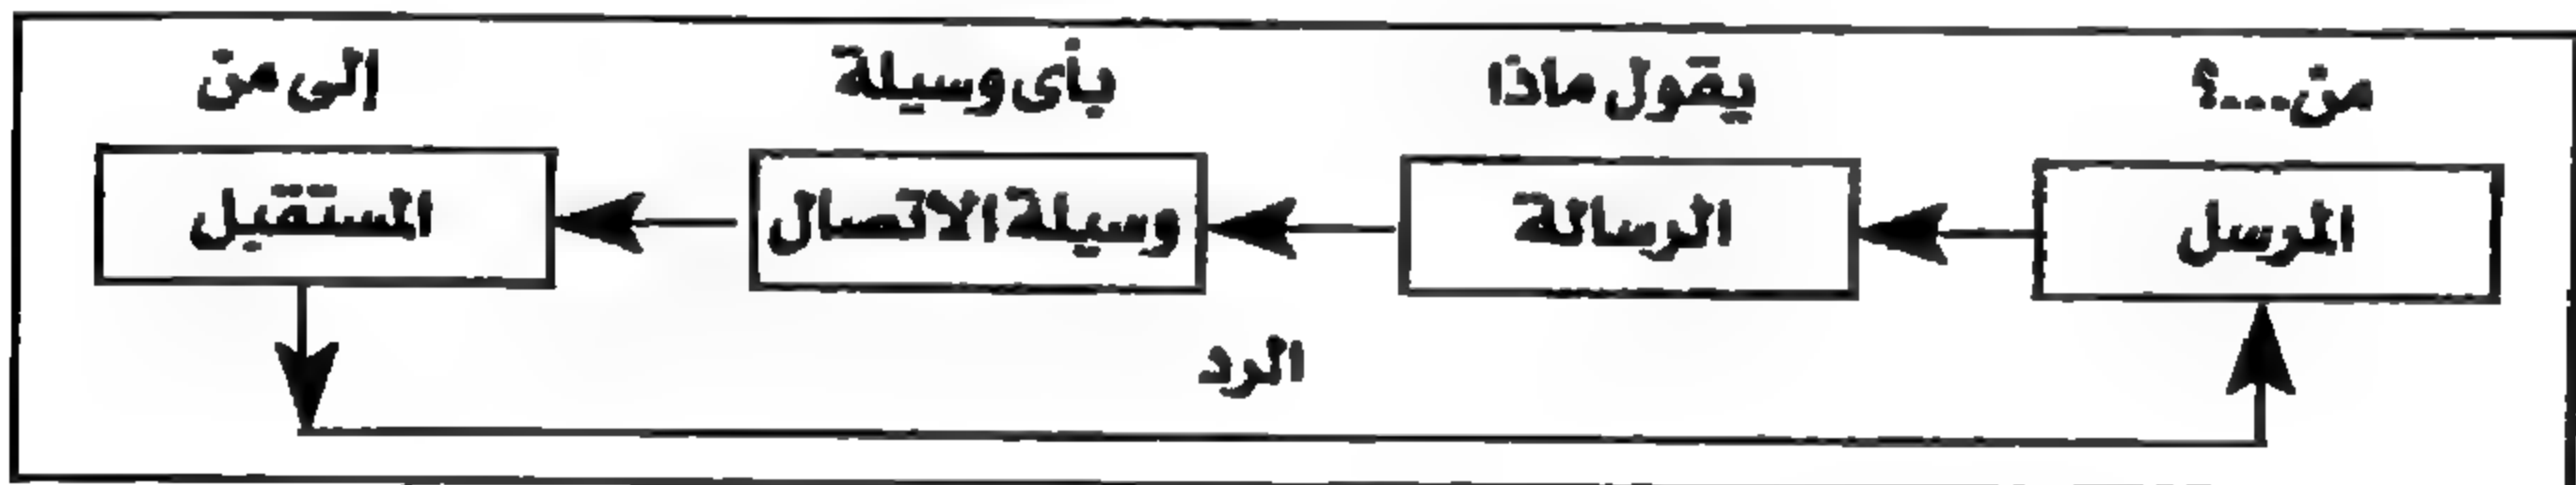 من...؟ يقول ماذا بأى وسيلة إلى من
المرسل الرسالة وسيلة الاتصال المستقبل
الرد